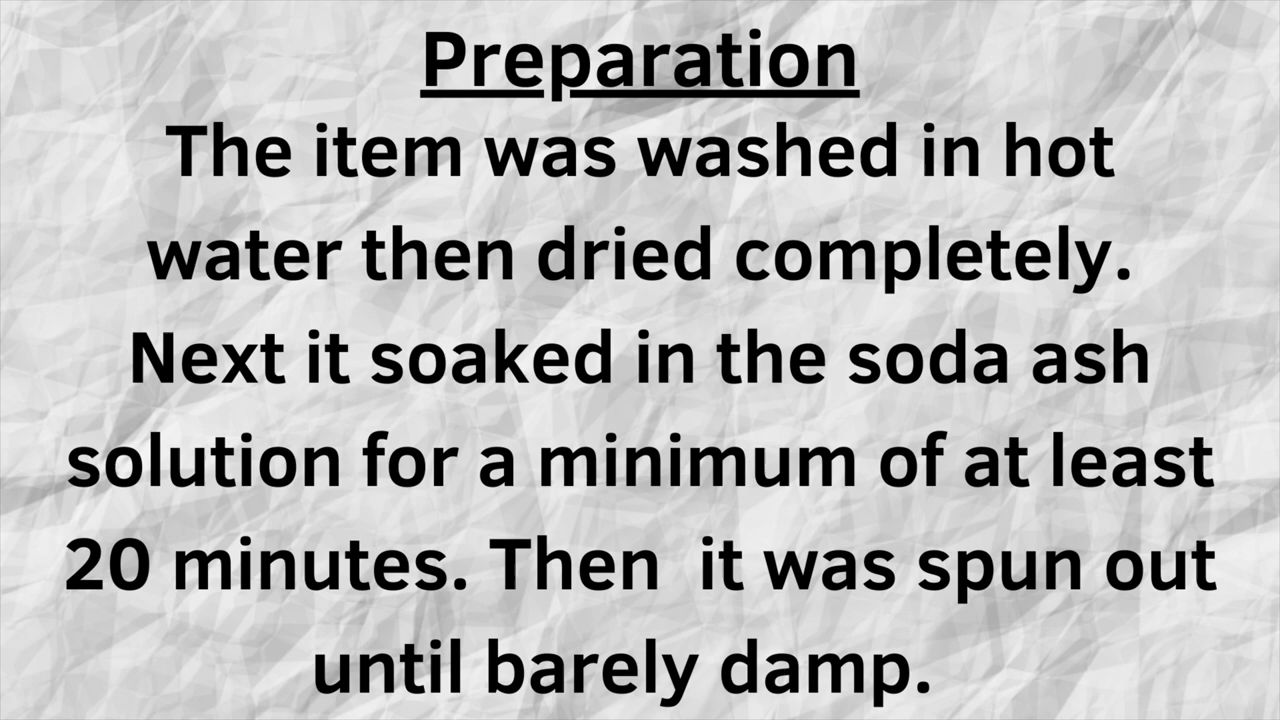 Preparation
The item was washed in hot
water then dried completely.
Next it soaked in the soda ash
solution for a minimum of at least
20 minutes. Then  it was spun out
until barely damp.